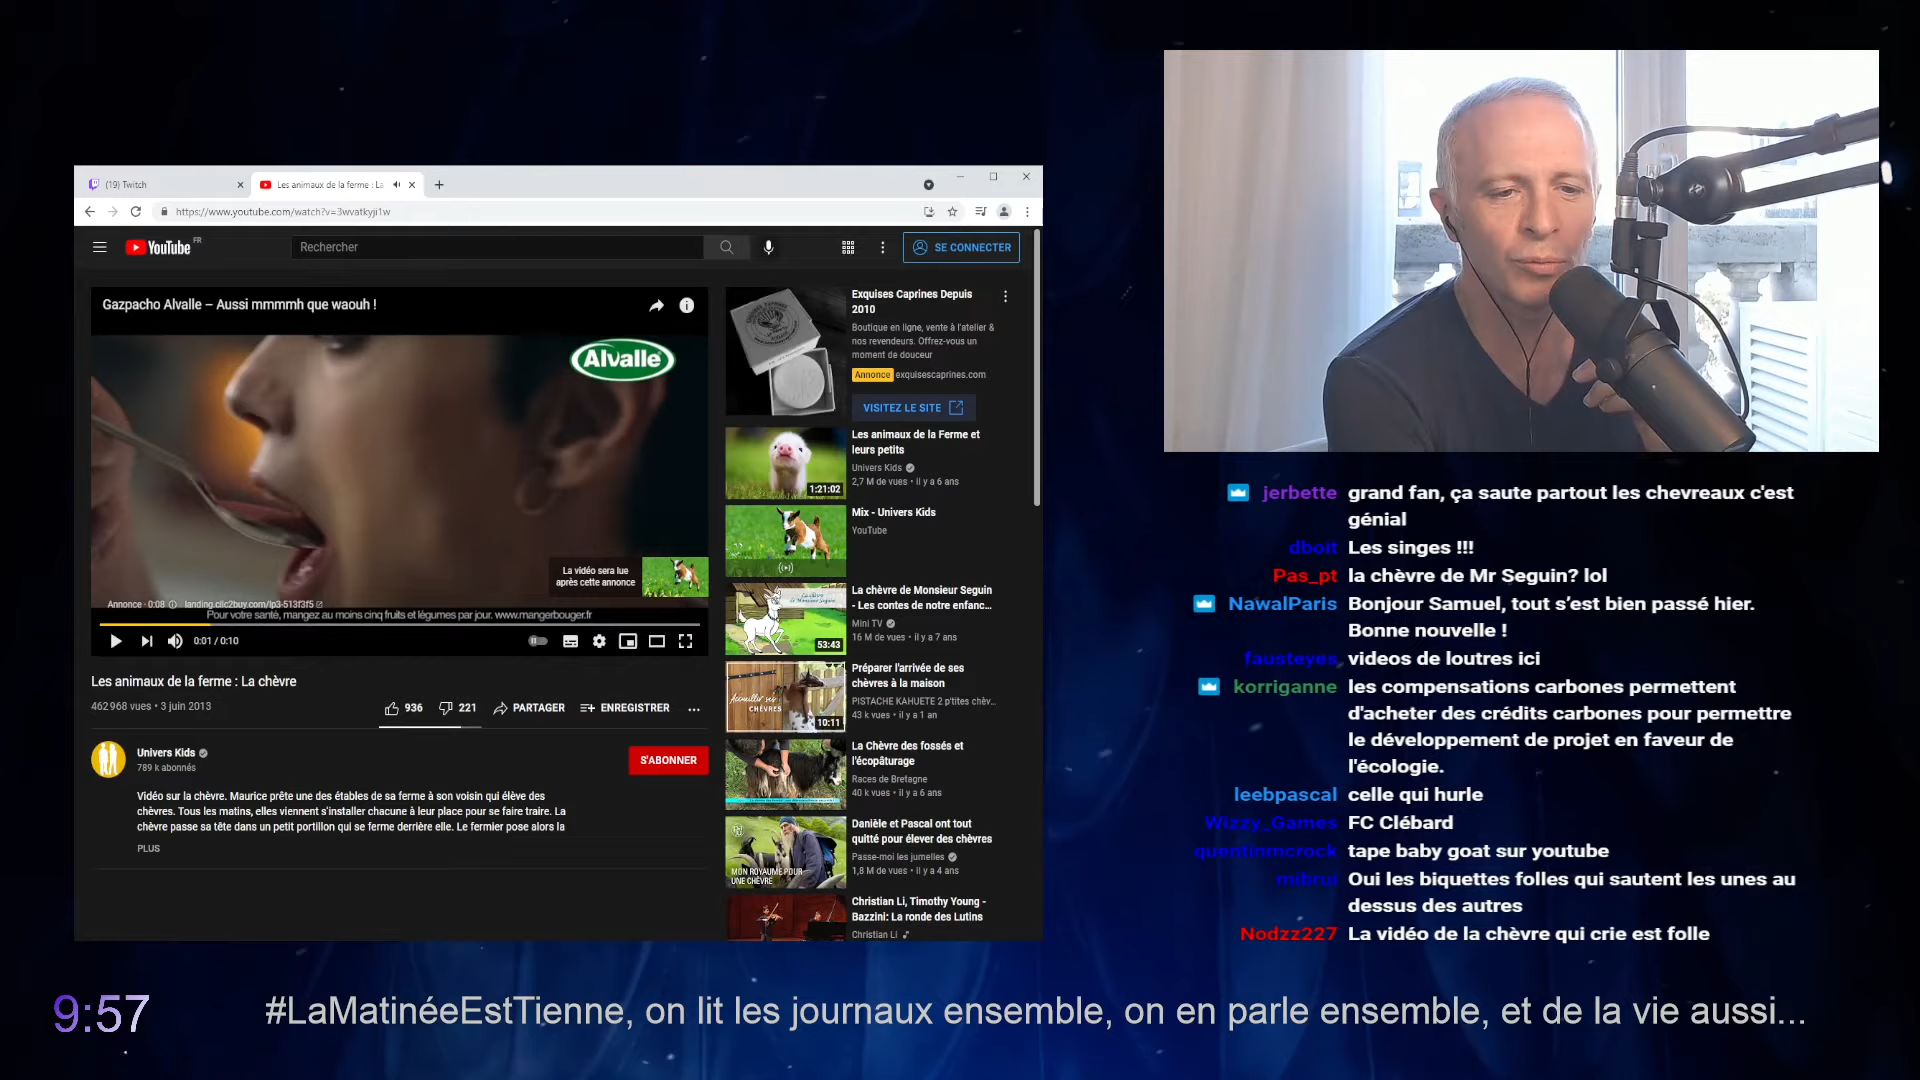 (19) Twitch
Les animaux de la ferme : La
https://www.youtube.com/watch?v=3wvatkyji1w
YouTube FR
Rechercher
SE CONNECTER
Gazpacho Alvalle – Aussi mmmmh que waouh !
Alvalle
La vidéo sera lue
après cette annonce
Annonce · 0:08
landing.clic2buy.com/lp3-513f3f5
Pour votre santé, mangez au moins cinq fruits et légumes par jour. www.mangerbouger.fr
0:01 / 0:10
Les animaux de la ferme : La chèvre
462 968 vues • 3 juin 2013
936
221
PARTAGER
ENREGISTRER
Univers Kids
789 k abonnés
S'ABONNER
Vidéo sur la chèvre. Maurice prête une des étables de sa ferme à son voisin qui élève des
chèvres. Tous les matins, elles viennent s'installer chacune à leur place pour se faire traire. La
chèvre passe sa tête dans un petit portillon qui se ferme derrière elle. Le fermier pose alors la
PLUS
Exquises Caprines Depuis
2010
Boutique en ligne, vente à l'atelier &
nos revendeurs. Offrez-vous un
moment de douceur
Annonce exquisescaprines.com
VISITEZ LE SITE
1:21:02
Les animaux de la Ferme et
leurs petits
Univers Kids
2,7 M de vues • il y a 6 ans
Mix - Univers Kids
YouTube
53:43
La chèvre de Monsieur Seguin
- Les contes de notre enfanc...
Mini TV
16 M de vues • il y a 7 ans
Accueillir ses
CHÈVRES
10:11
Préparer l'arrivée de ses
chèvres à la maison
PISTACHE KAHUETE 2 p'tites chèv...
43 k vues • il y a 1 an
La Chèvre des fossés et
l'écopâturage
Races de Bretagne
40 k vues • il y a 6 ans
MON ROYAUME POUR
UNE CHÈVRE
Danièle et Pascal ont tout
quitté pour élever des chèvres
Passe-moi les jumelles
1,8 M de vues • il y a 4 ans
Christian Li, Timothy Young -
Bazzini: La ronde des Lutins
Christian Li
jerbette grand fan, ça saute partout les chevreaux c'est
génial
dboit Les singes !!!
Pas_pt la chèvre de Mr Seguin? lol
NawalParis Bonjour Samuel, tout s’est bien passé hier.
Bonne nouvelle !
fausteyes videos de loutres ici
korriganne les compensations carbones permettent
d'acheter des crédits carbones pour permettre
le développement de projet en faveur de
l'écologie.
leebpascal celle qui hurle
Wizzy_Games FC Clébard
quentinmcrock tape baby goat sur youtube
mibrui Oui les biquettes folles qui sautent les unes au
dessus des autres
Nodzz227 La vidéo de la chèvre qui crie est folle
9:57
#LaMatinéeEstTienne, on lit les journaux ensemble, on en parle ensemble, et de la vie aussi...